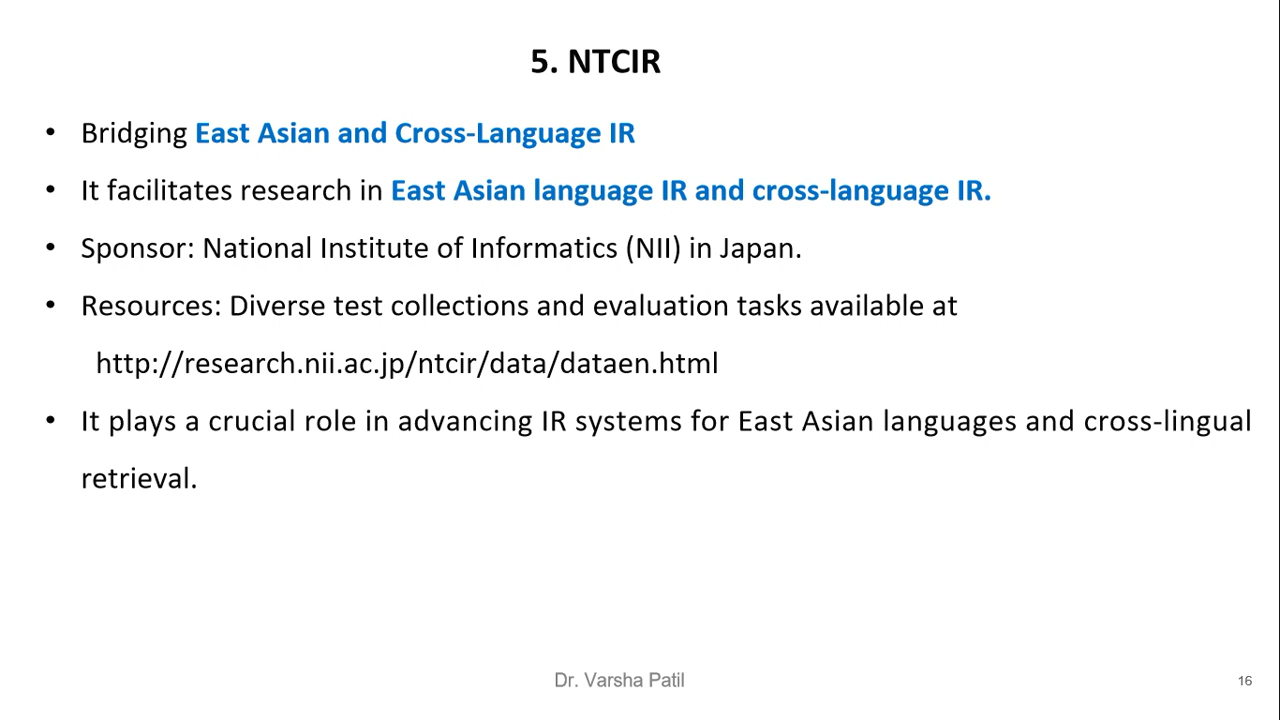 5. NTCIR
• Bridging East Asian and Cross-Language IR
• It facilitates research in East Asian language IR and cross-language IR.
• Sponsor: National Institute of Informatics (NII) in Japan.
• Resources: Diverse test collections and evaluation tasks available at
http://research.nii.ac.jp/ntcir/data/dataen.html
• It plays a crucial role in advancing IR systems for East Asian languages and cross-lingual
retrieval.
Dr. Varsha Patil
16